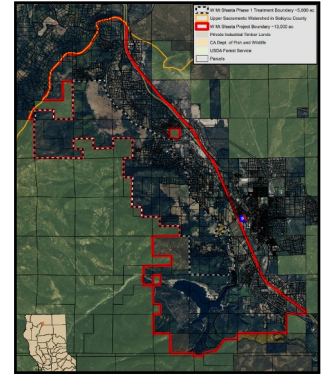 W Mt Shasta Phase 1 Treatment Boundary ~5,000 ac
Upper Sacramento Watershed in Siskiyou County
W Mt Shasta Project Boundary ~13,000 ac
Private Industrial Timber Lands
CA Dept. of Fish and Wildlife
USDA Forest Service
Parcels